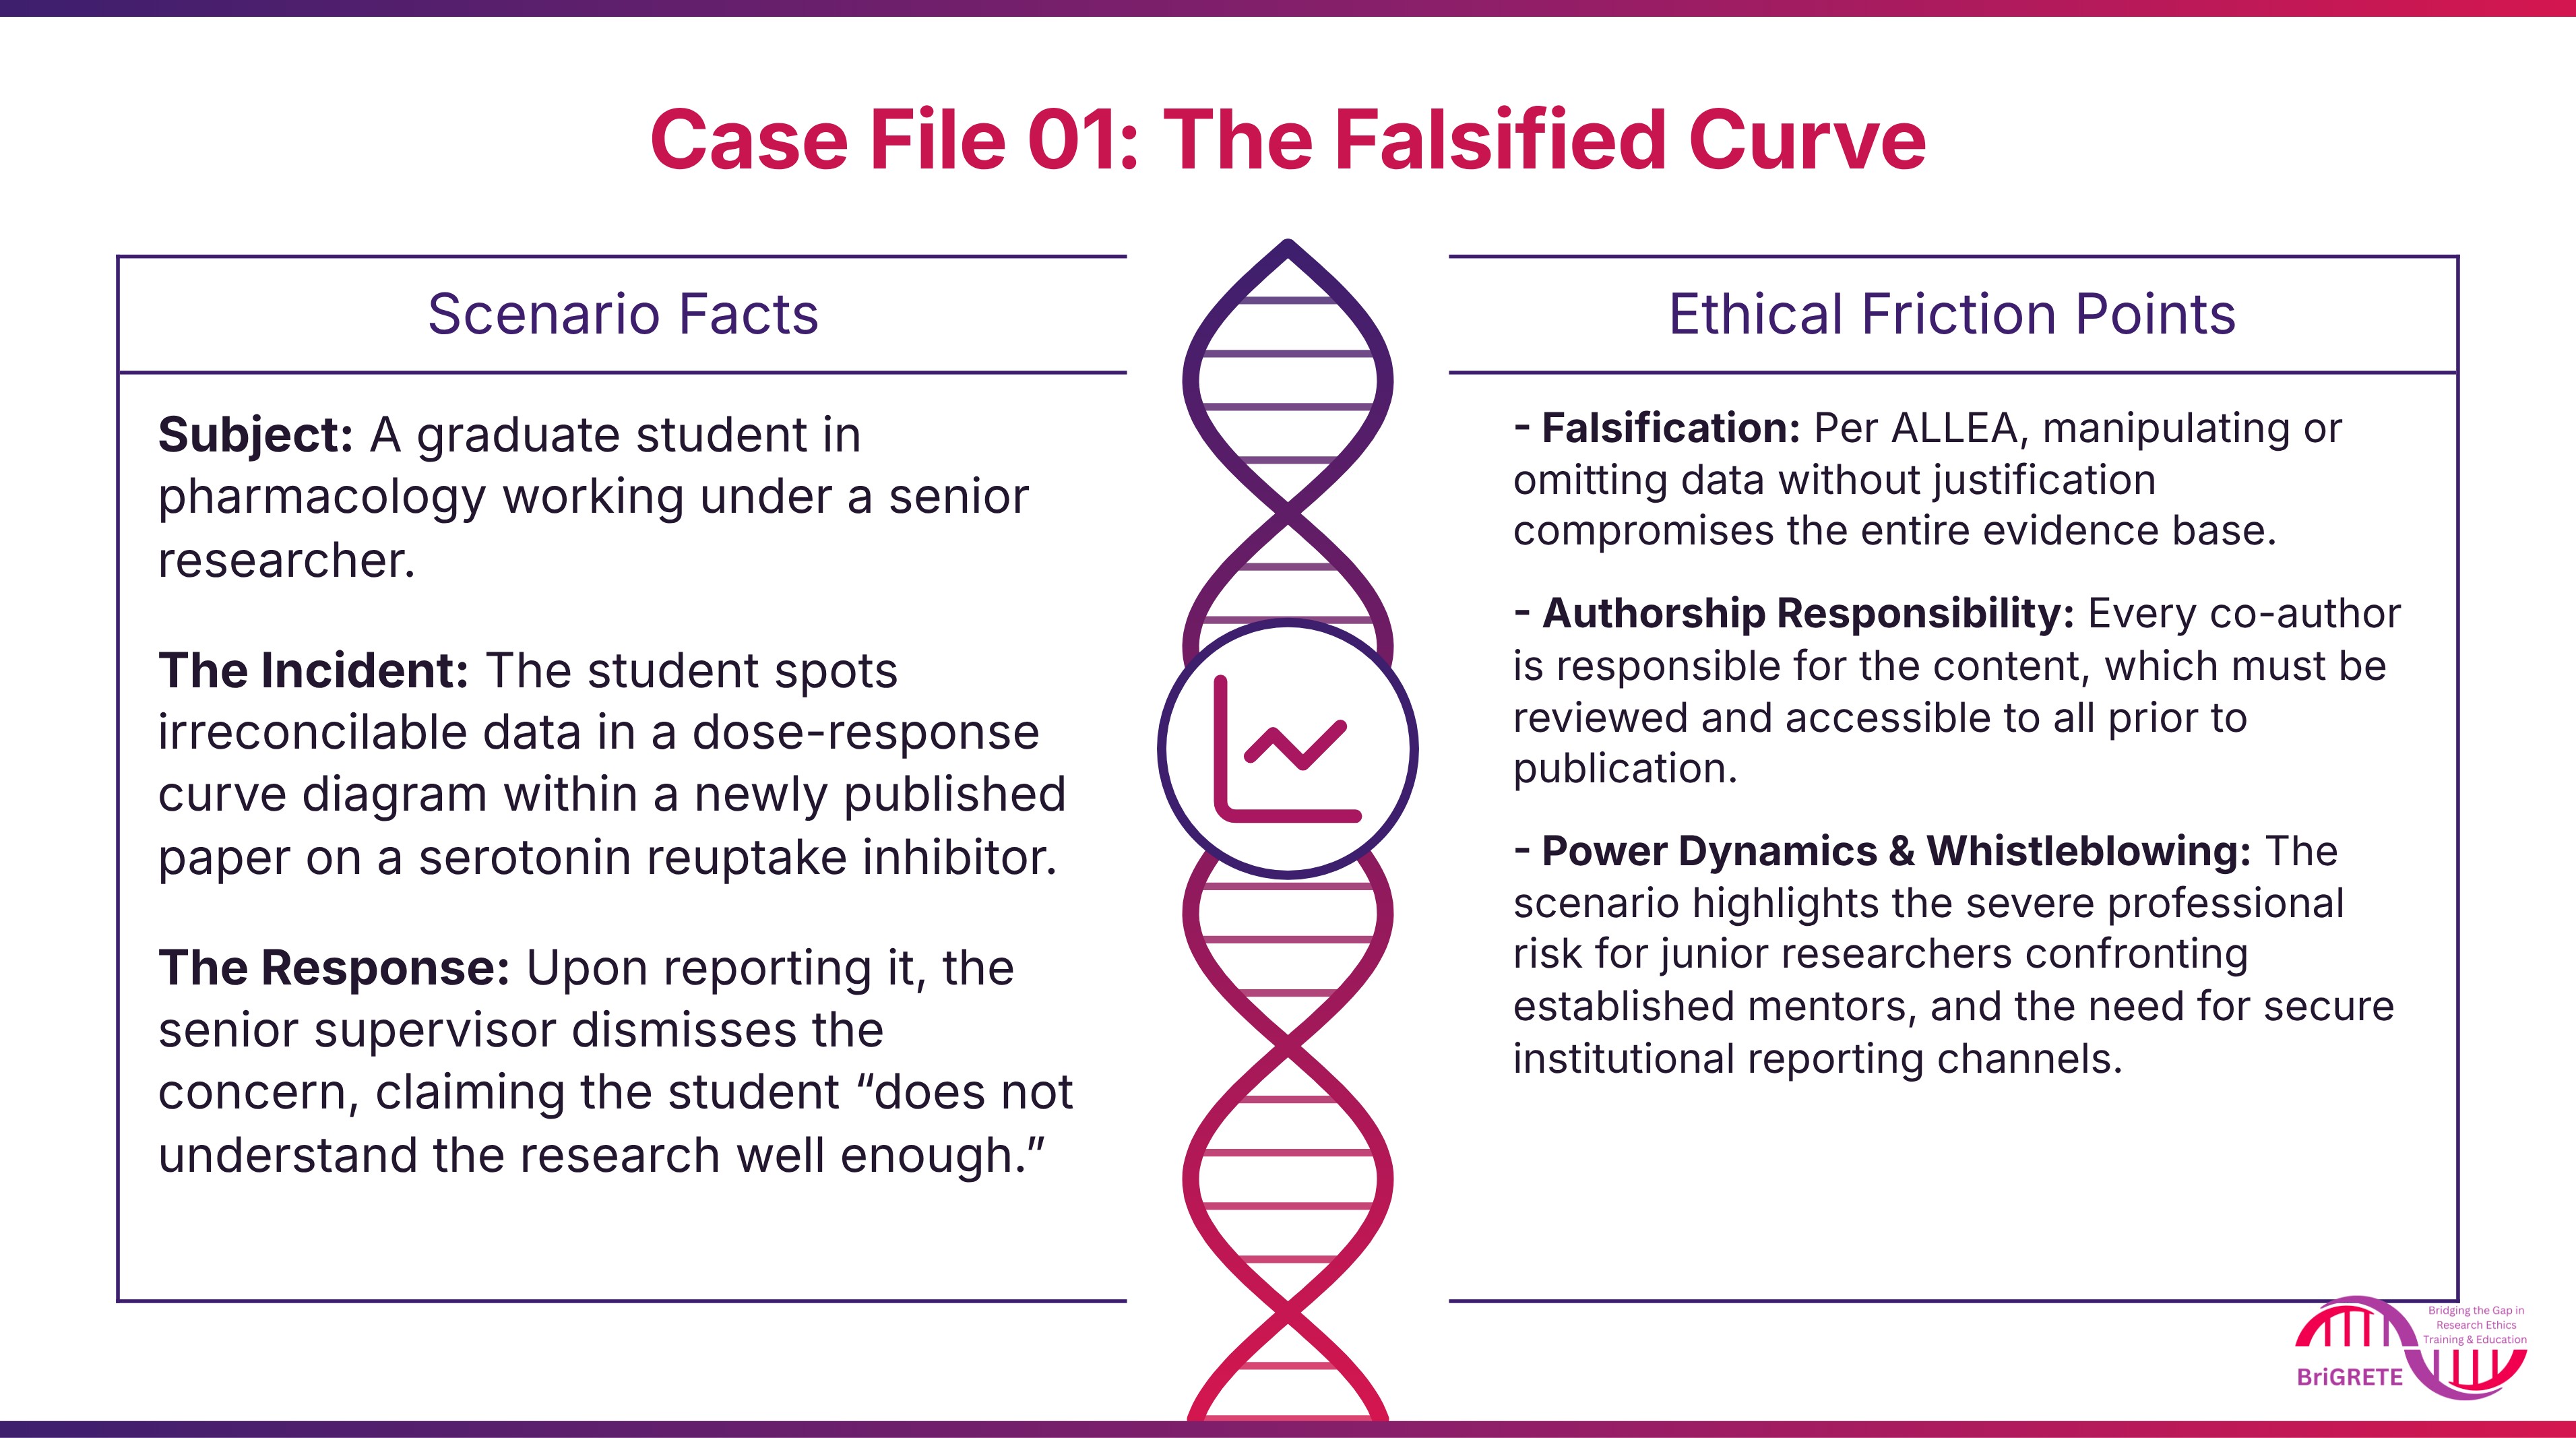 Case File 01: The Falsified Curve
Scenario Facts
Subject: A graduate student in
pharmacology working under a senior
researcher.
The Incident: The student spots
irreconcilable data in a dose-response
curve diagram within a newly published
paper on a serotonin reuptake inhibitor.
The Response: Upon reporting it, the
senior supervisor dismisses the
concern, claiming the student “does not
understand the research well enough.”
Ethical Friction Points
- Falsification: Per ALLEA, manipulating or
omitting data without justification
compromises the entire evidence base.
- Authorship Responsibility: Every co-author
is responsible for the content, which must be
reviewed and accessible to all prior to
publication.
- Power Dynamics & Whistleblowing: The
scenario highlights the severe professional
risk for junior researchers confronting
established mentors, and the need for secure
institutional reporting channels.
Bridging the Gap in
Research Ethics
Training & Education
BriGRETE